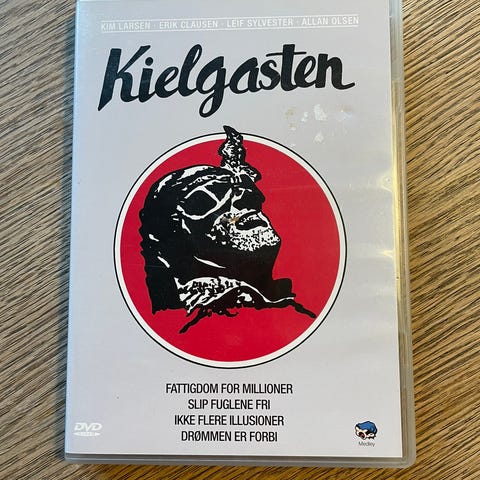 KIM LARSEN · ERIK CLAUSEN · LEIF SYLVESTER · ALLAN OLSEN
Kielgasten
FATTIGDOM FOR MILLIONER
SLIP FUGLENE FRI
IKKE FLERE ILLUSIONER
DRØMMEN ER FORBI
DVD
VIDEO
Medley